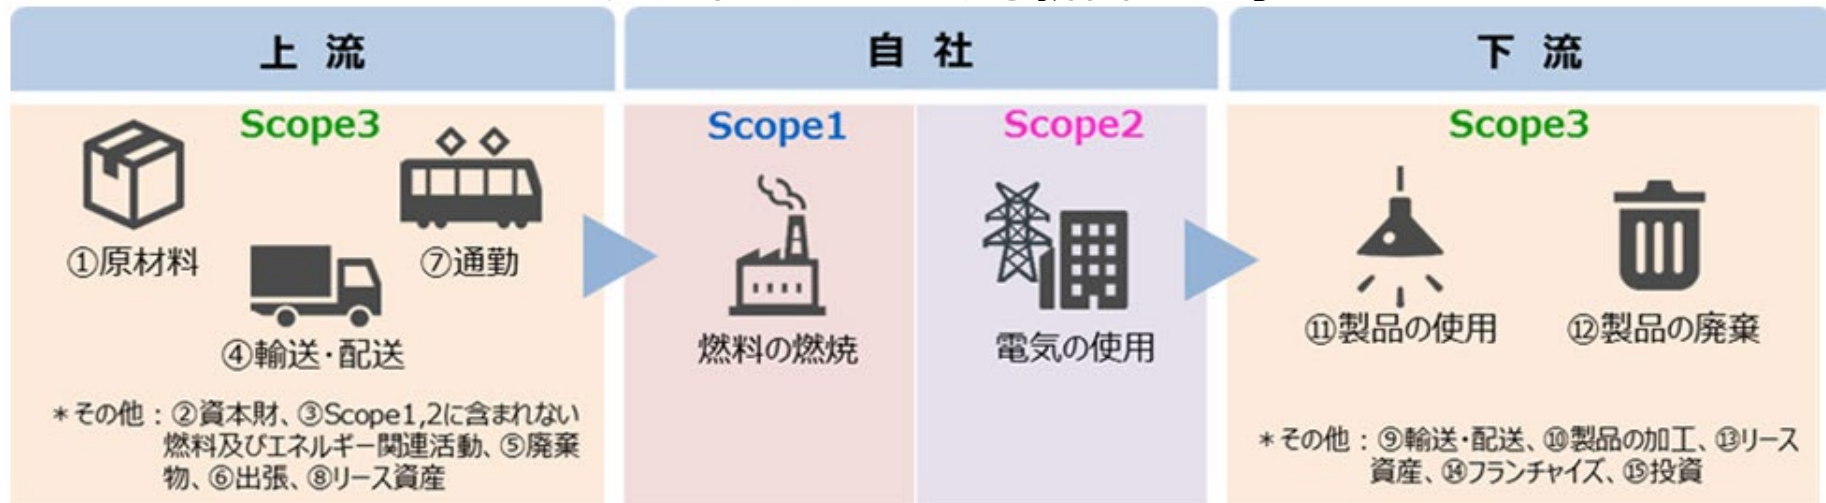 上 流
自 社
下 流
Scope3
①原材料
⑦通勤
④輸送・配送
*その他：②資本財、③Scope1,2に含まれない
燃料及びエネルギー関連活動、⑤廃棄
物、⑥出張、⑧リース資産
Scope1
燃料の燃焼
Scope2
電気の使用
Scope3
⑪製品の使用
⑫製品の廃棄
*その他：⑨輸送・配送、⑩製品の加工、⑬リース
資産、⑭フランチャイズ、⑮投資